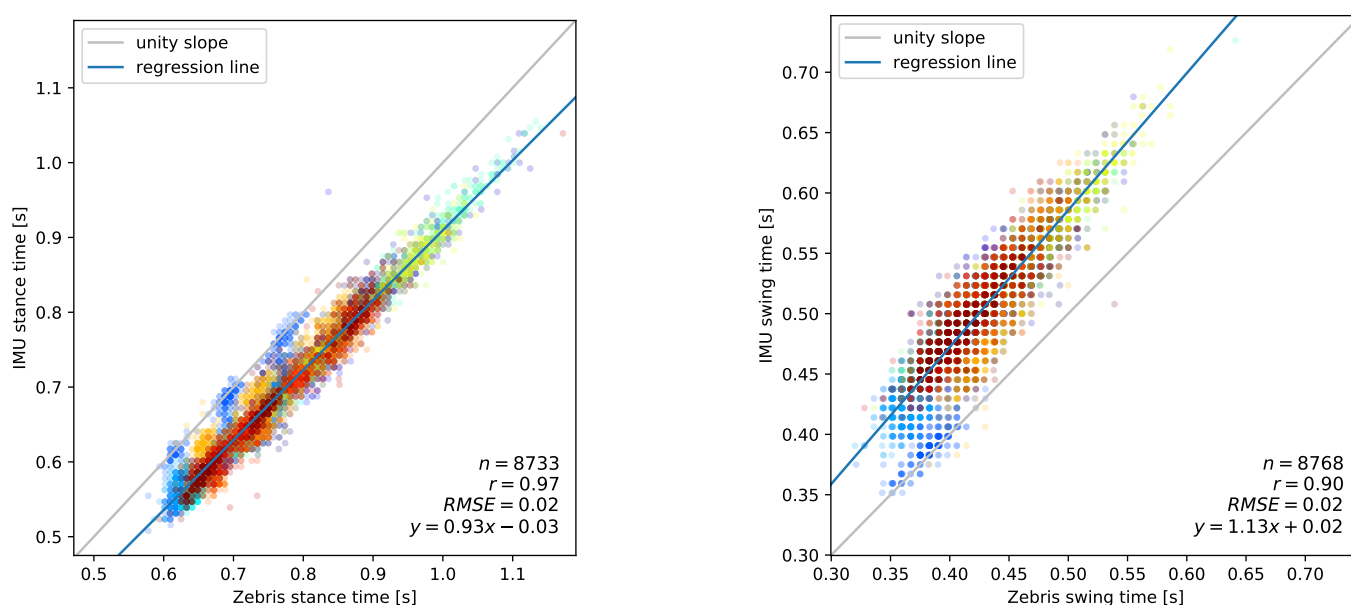 unity slope
regression line
1.1
1.0
0.9
0.8
0.7
0.6
0.5
IMU stance time [s]
n = 8733
r = 0.97
RMSE = 0.02
y = 0.93x − 0.03
0.5 0.6 0.7 0.8 0.9 1.0 1.1
Zebris stance time [s]
unity slope
regression line
0.70
0.65
0.60
0.55
0.50
0.45
0.40
0.35
0.30
IMU swing time [s]
n = 8768
r = 0.90
RMSE = 0.02
y = 1.13x + 0.02
0.30 0.35 0.40 0.45 0.50 0.55 0.60 0.65 0.70
Zebris swing time [s]